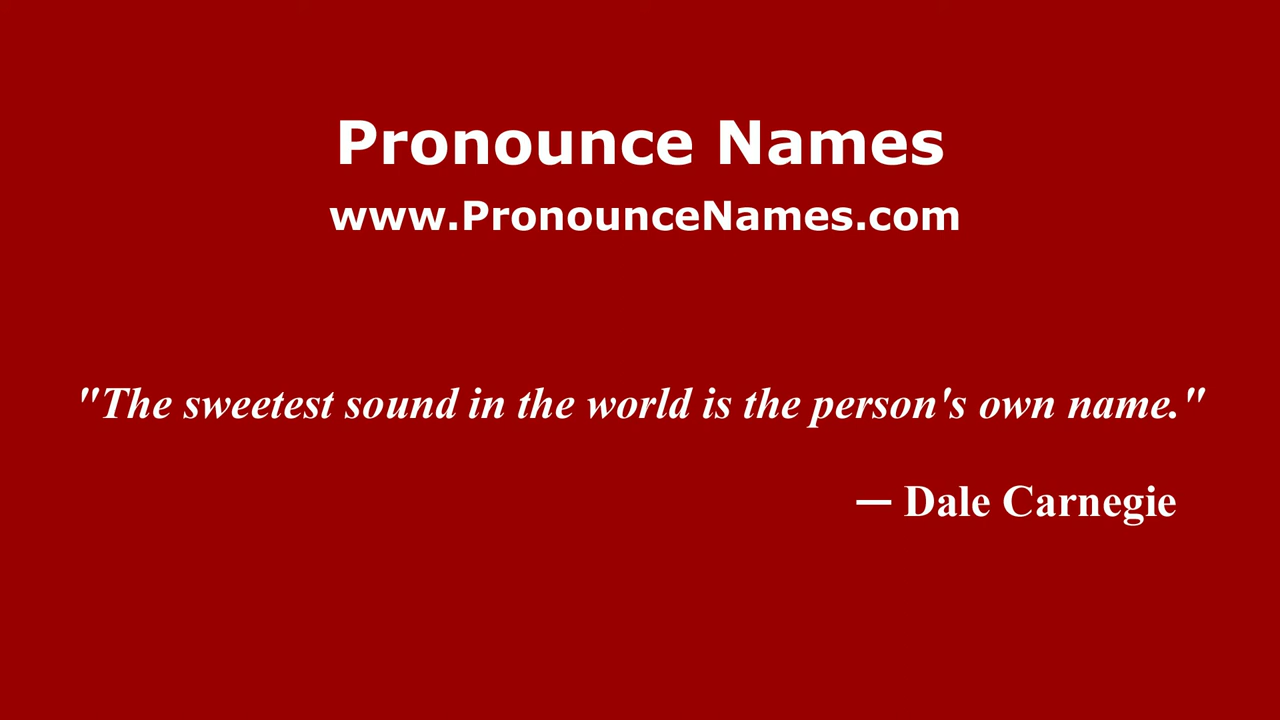 Pronounce Names
www.PronounceNames.com
"The sweetest sound in the world is the person's own name."
— Dale Carnegie